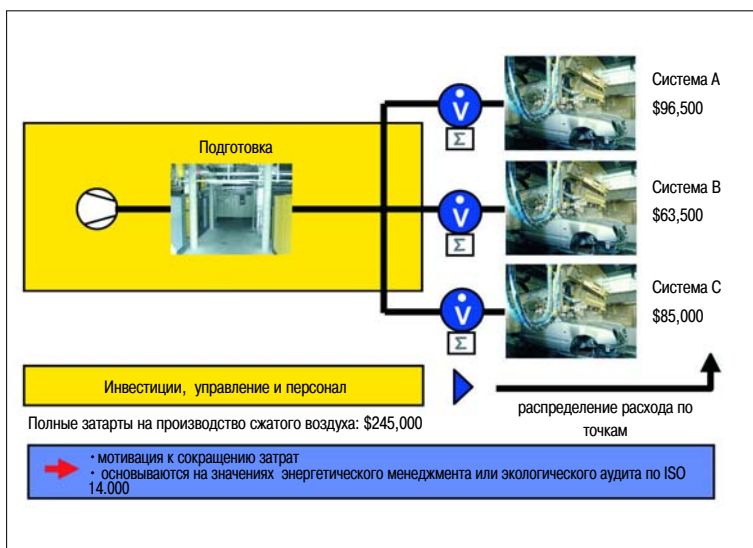 Подготовка
V̇
Σ
Система A
$96,500
V̇
Σ
Система B
$63,500
V̇
Σ
Система C
$85,000
Инвестиции, управление и персонал
Полные затарты на производство сжатого воздуха: $245,000
распределение расхода по
точкам
· мотивация к сокращению затрат
· основываются на значениях энергетического менеджмента или экологического аудита по ISO
14.000